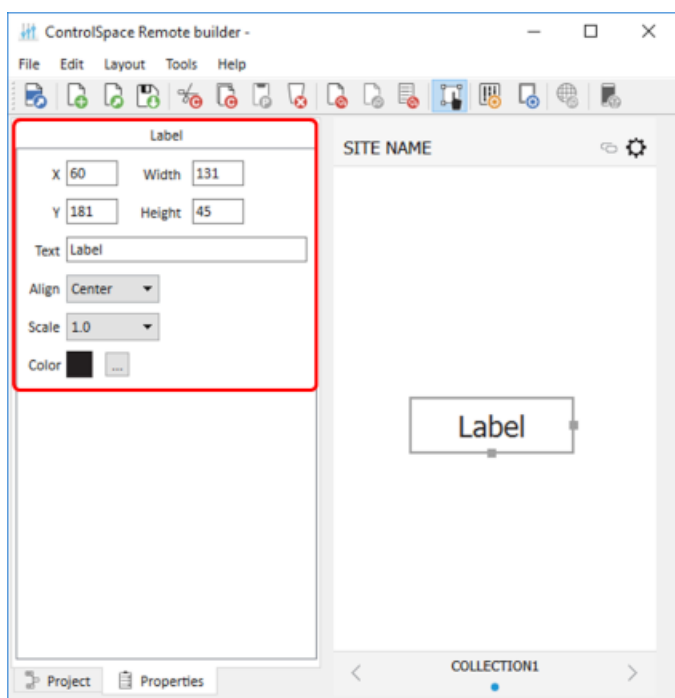 ControlSpace Remote builder -
File Edit Layout Tools Help
Label
X 60 Width 131
Y 181 Height 45
Text Label
Align Center
Scale 1.0
Color ...
Project Properties
SITE NAME
Label
COLLECTION1